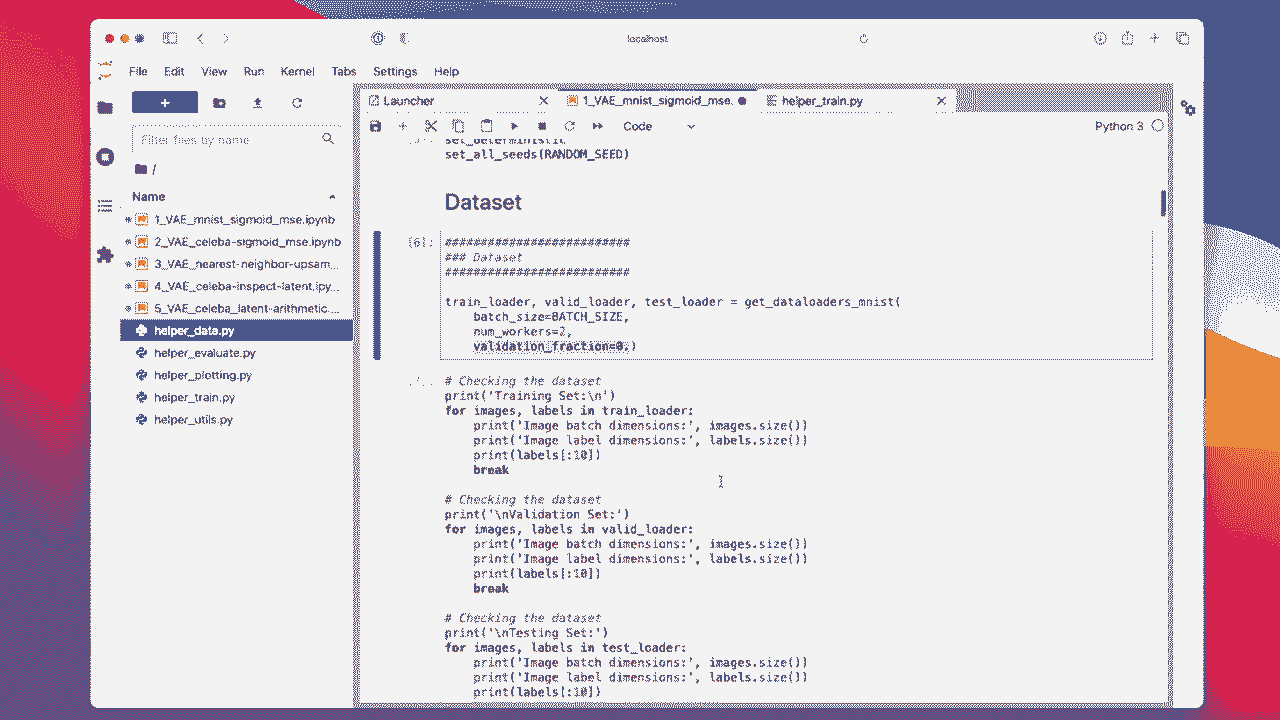 localhost
File Edit View Run Kernel Tabs Settings Help
Launcher
1_VAE_mnist_sigmoid_mse.
helper_train.py
Filter files by name
Code
Python 3
/
Name
1_VAE_mnist_sigmoid_mse.ipynb
2_VAE_celeba-sigmoid_mse.ipynb
3_VAE_nearest-neighbor-upsam...
4_VAE_celeba-inspect-latent.ipy...
5_VAE_celeba_latent-arithmetic....
helper_data.py
helper_evaluate.py
helper_plotting.py
helper_train.py
helper_utils.py
set_deterministic
set_all_seeds(RANDOM_SEED)
Dataset
[6]:
##########################
### Dataset
##########################
train_loader, valid_loader, test_loader = get_dataloaders_mnist(
batch_size=BATCH_SIZE,
num_workers=2,
validation_fraction=0.)
# Checking the dataset
print('Training Set:\n')
for images, labels in train_loader:
print('Image batch dimensions:', images.size())
print('Image label dimensions:', labels.size())
print(labels[:10])
break
# Checking the dataset
print('\nValidation Set:')
for images, labels in valid_loader:
print('Image batch dimensions:', images.size())
print('Image label dimensions:', labels.size())
print(labels[:10])
break
# Checking the dataset
print('\nTesting Set:')
for images, labels in test_loader:
print('Image batch dimensions:', images.size())
print('Image label dimensions:', labels.size())
print(labels[:10])